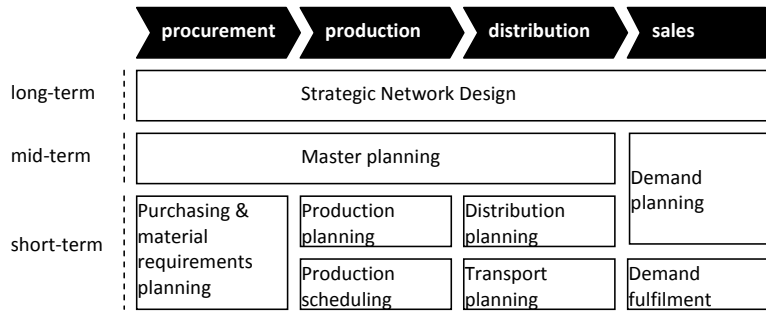 procurement
production
distribution
sales
long-term
Strategic Network Design
mid-term
Master planning
Demand
planning
short-term
Purchasing &
material
requirements
planning
Production
planning
Distribution
planning
Production
scheduling
Transport
planning
Demand
fulfilment